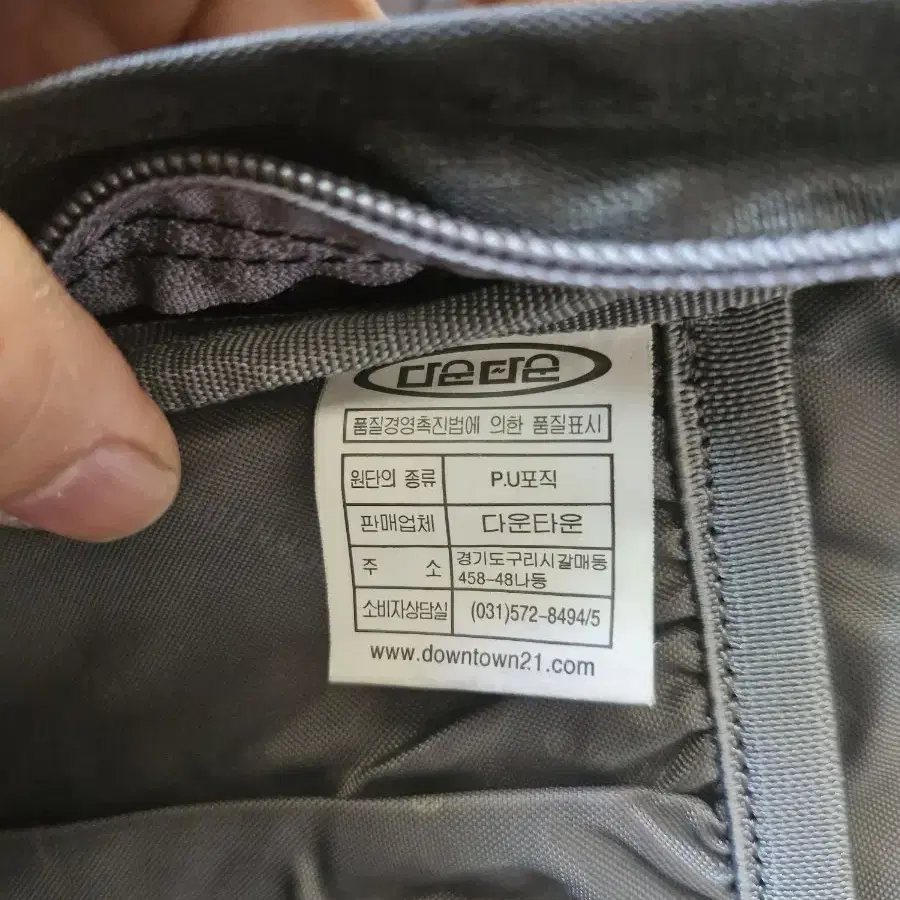 다운타운
품질경영촉진법에 의한 품질표시
원단의 종류 P.U포직
판매업체 다운타운
주 소 경기도구리시갈매동
458-48나동
소비자상담실 (031)572-8494/5
www.downtown21.com